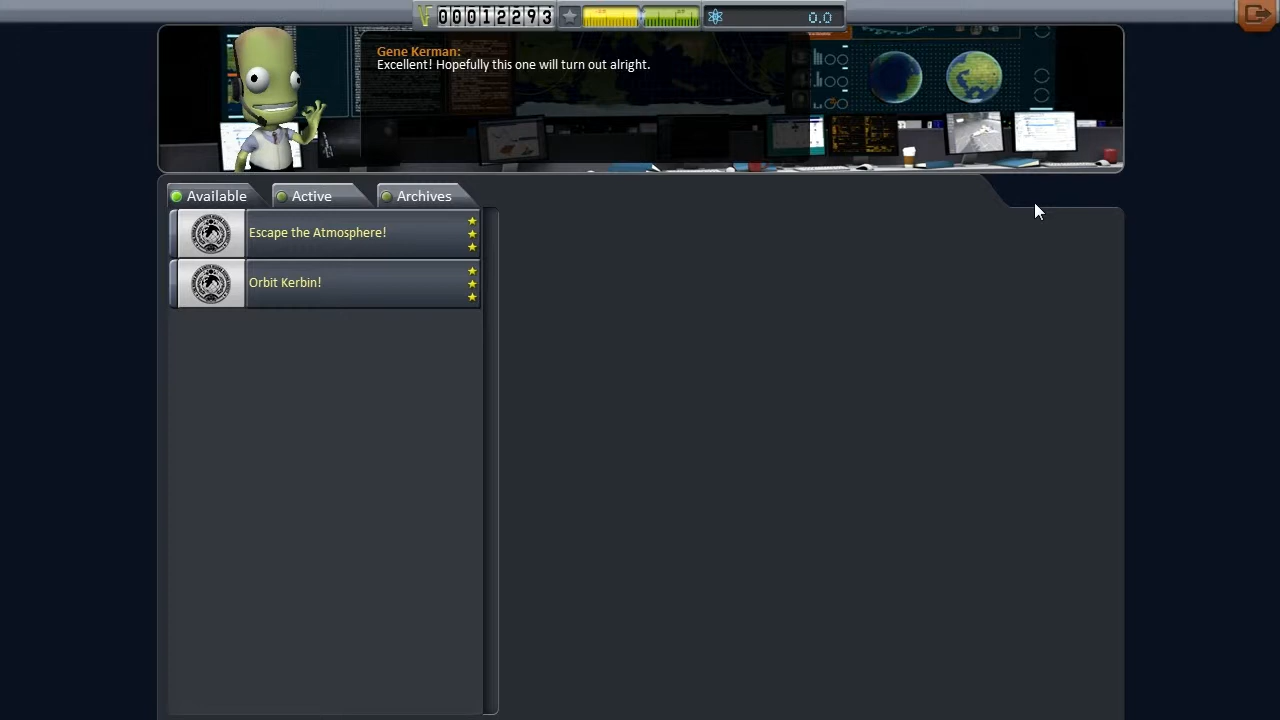 00012293
0.0
Gene Kerman:
Excellent! Hopefully this one will turn out alright.
Available
Active
Archives
Escape the Atmosphere!
Orbit Kerbin!